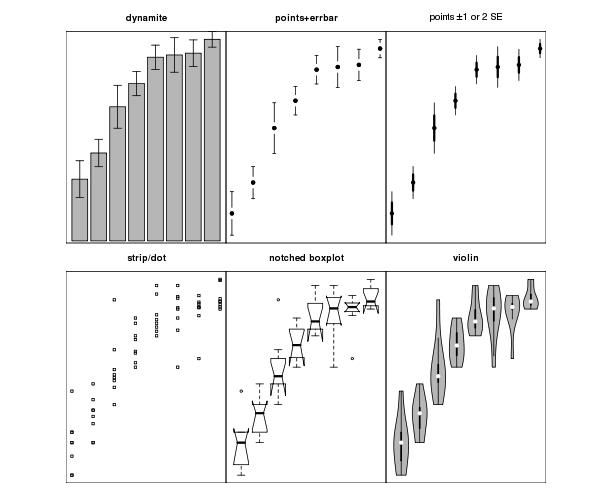 dynamite
points+errbar
points ±1 or 2 SE
strip/dot
notched boxplot
violin